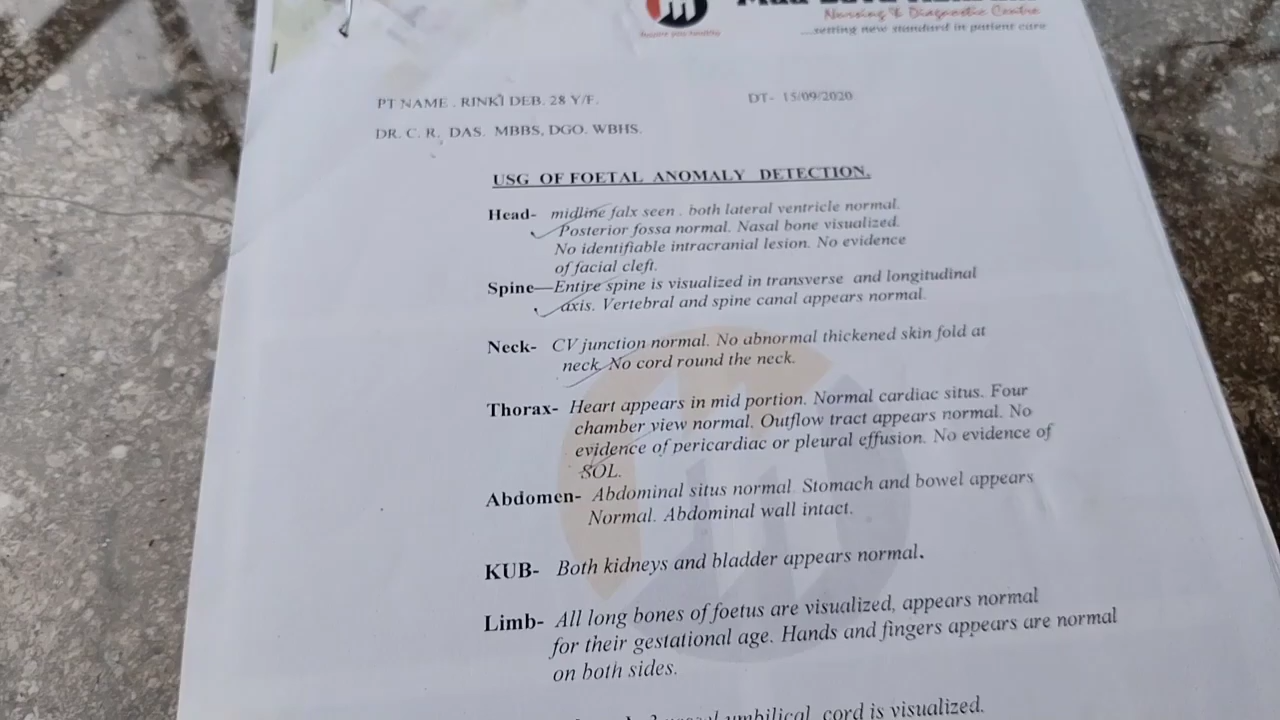 Nursing & Diagnostic Centre
...setting new standard in patient care
PT NAME . RINKI DEB. 28 Y/F.
DT- 15/09/2020
DR. C. R. DAS. MBBS, DGO. WBHS.
USG OF FOETAL ANOMALY DETECTION.
Head- midline falx seen . both lateral ventricle normal.
Posterior fossa normal. Nasal bone visualized.
No identifiable intracranial lesion. No evidence
of facial cleft.
Spine—Entire spine is visualized in transverse and longitudinal
axis. Vertebral and spine canal appears normal.
Neck- CV junction normal. No abnormal thickened skin fold at
neck. No cord round the neck.
Thorax- Heart appears in mid portion. Normal cardiac situs. Four
chamber view normal. Outflow tract appears normal. No
evidence of pericardiac or pleural effusion. No evidence of
SOL.
Abdomen- Abdominal situs normal. Stomach and bowel appears
Normal. Abdominal wall intact.
KUB- Both kidneys and bladder appears normal.
Limb- All long bones of foetus are visualized, appears normal
for their gestational age. Hands and fingers appears are normal
on both sides.
umbilical cord is visualized.